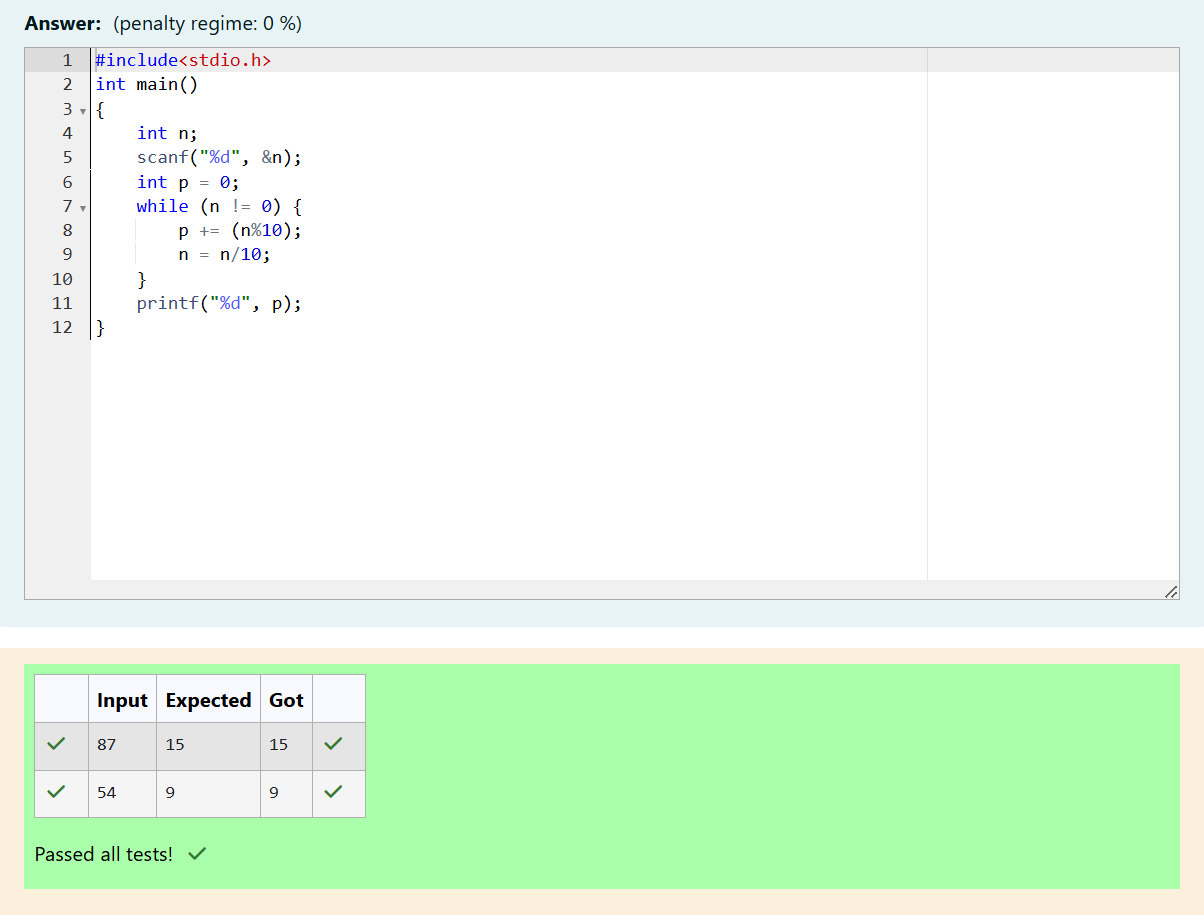 Answer: (penalty regime: 0 %)
1 #include<stdio.h>
2 int main()
3 {
4 int n;
5 scanf("%d", &n);
6 int p = 0;
7 while (n != 0) {
8 p += (n%10);
9 n = n/10;
10 }
11 printf("%d", p);
12 }
Input Expected Got
87 15 15
54 9 9
Passed all tests!